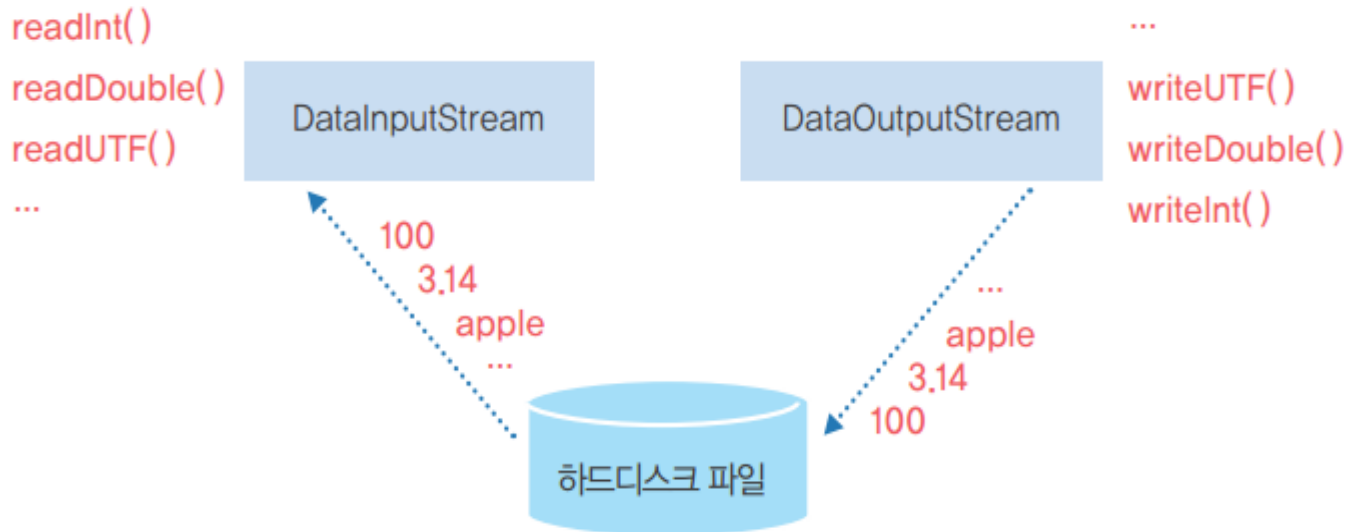 readInt()
readDouble()
readUTF()
...
DataInputStream
100
3.14
apple
...
하드디스크 파일
DataOutputStream
...
writeUTF()
writeDouble()
writeInt()
...
apple
3.14
100